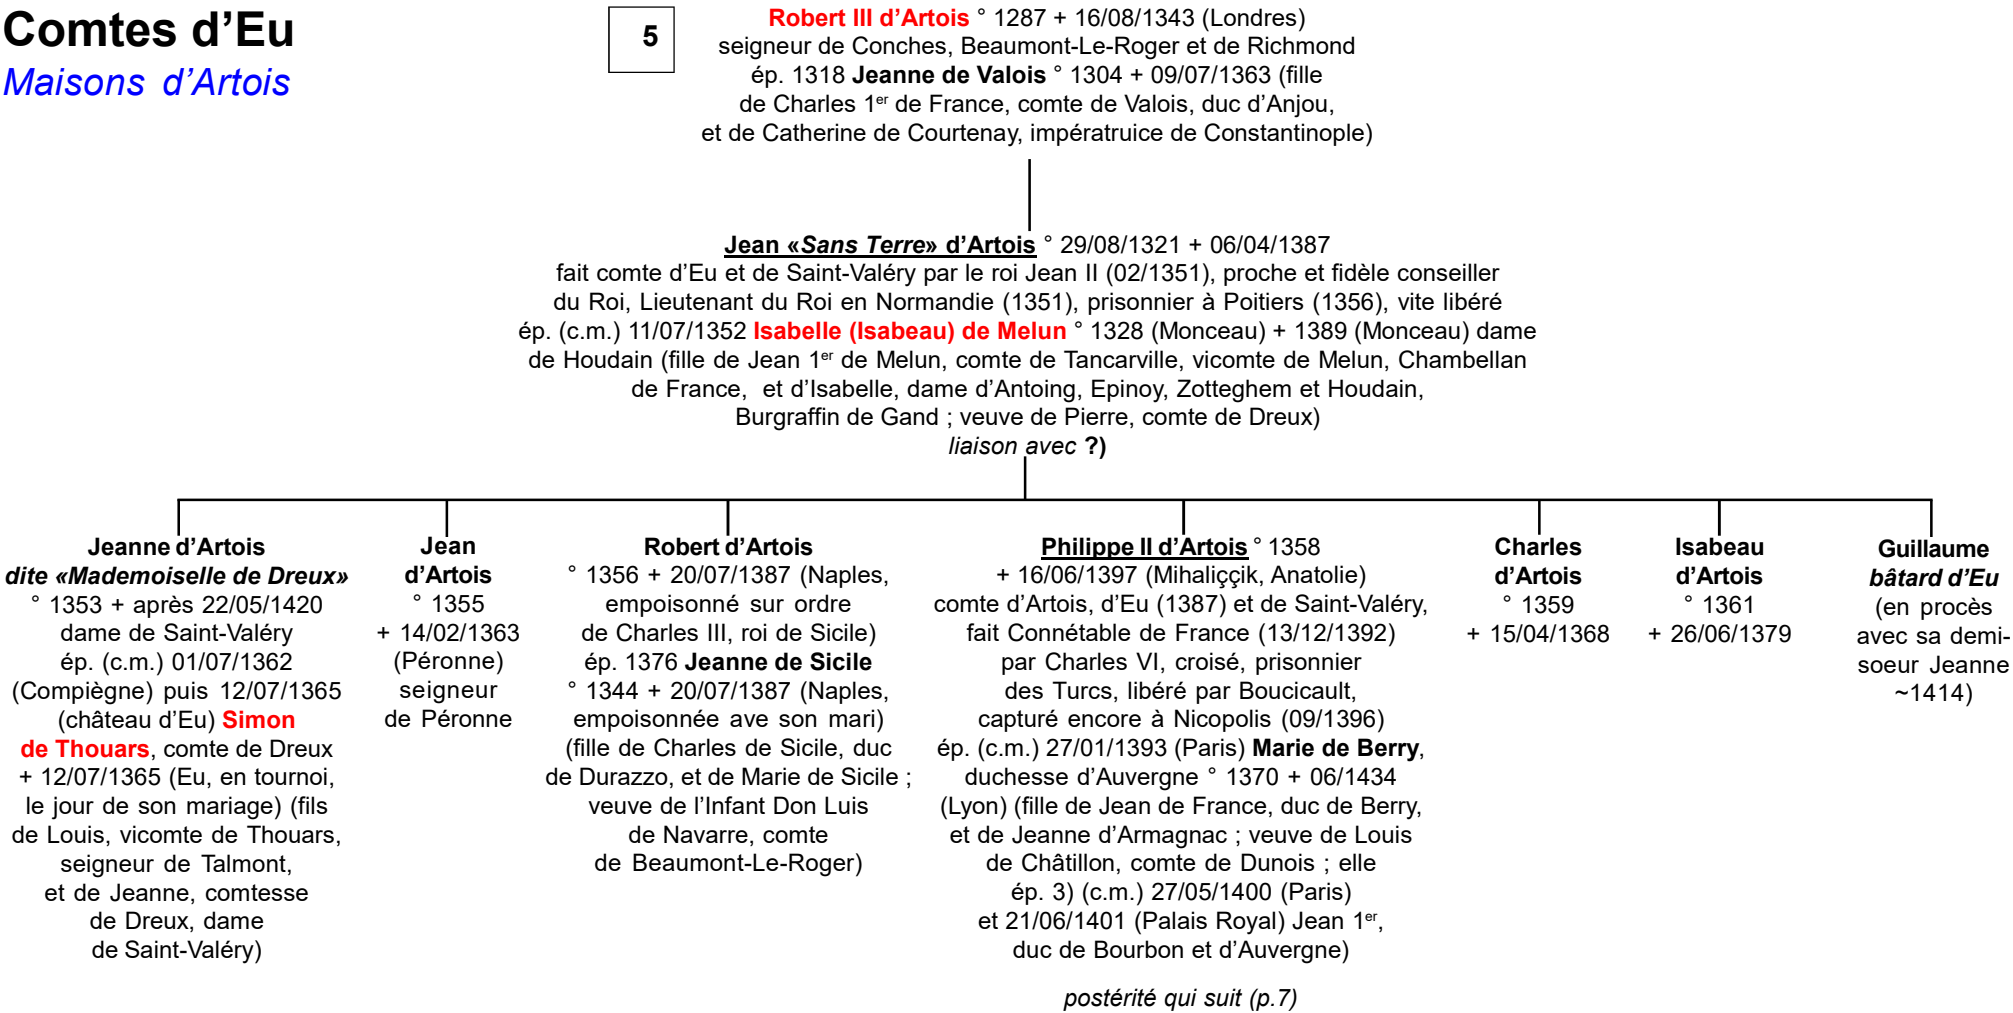 Comtes d’Eu
Maisons d’Artois
5
Robert III d’Artois ° 1287 + 16/08/1343 (Londres)
seigneur de Conches, Beaumont-Le-Roger et de Richmond
ép. 1318 Jeanne de Valois ° 1304 + 09/07/1363 (fille
de Charles 1er de France, comte de Valois, duc d’Anjou,
et de Catherine de Courtenay, impératruice de Constantinople)
Jean «Sans Terre» d’Artois ° 29/08/1321 + 06/04/1387
fait comte d’Eu et de Saint-Valéry par le roi Jean II (02/1351), proche et fidèle conseiller
du Roi, Lieutenant du Roi en Normandie (1351), prisonnier à Poitiers (1356), vite libéré
ép. (c.m.) 11/07/1352 Isabelle (Isabeau) de Melun ° 1328 (Monceau) + 1389 (Monceau) dame
de Houdain (fille de Jean 1er de Melun, comte de Tancarville, vicomte de Melun, Chambellan
de France, et d’Isabelle, dame d’Antoing, Epinoy, Zotteghem et Houdain,
Burgraffin de Gand ; veuve de Pierre, comte de Dreux)
liaison avec ?)
Jeanne d’Artois
dite «Mademoiselle de Dreux»
° 1353 + après 22/05/1420
dame de Saint-Valéry
ép. (c.m.) 01/07/1362
(Compiègne) puis 12/07/1365
(château d’Eu) Simon
de Thouars, comte de Dreux
+ 12/07/1365 (Eu, en tournoi,
le jour de son mariage) (fils
de Louis, vicomte de Thouars,
seigneur de Talmont,
et de Jeanne, comtesse
de Dreux, dame
de Saint-Valéry)
Jean
d’Artois
° 1355
+ 14/02/1363
(Péronne)
seigneur
de Péronne
Robert d’Artois
° 1356 + 20/07/1387 (Naples,
empoisonné sur ordre
de Charles III, roi de Sicile)
ép. 1376 Jeanne de Sicile
° 1344 + 20/07/1387 (Naples,
empoisonnée ave son mari)
(fille de Charles de Sicile, duc
de Durazzo, et de Marie de Sicile ;
veuve de l’Infant Don Luis
de Navarre, comte
de Beaumont-Le-Roger)
Philippe II d’Artois ° 1358
+ 16/06/1397 (Mihaliççik, Anatolie)
comte d’Artois, d’Eu (1387) et de Saint-Valéry,
fait Connétable de France (13/12/1392)
par Charles VI, croisé, prisonnier
des Turcs, libéré par Boucicault,
capturé encore à Nicopolis (09/1396)
ép. (c.m.) 27/01/1393 (Paris) Marie de Berry,
duchesse d’Auvergne ° 1370 + 06/1434
(Lyon) (fille de Jean de France, duc de Berry,
et de Jeanne d’Armagnac ; veuve de Louis
de Châtillon, comte de Dunois ; elle
ép. 3) (c.m.) 27/05/1400 (Paris)
et 21/06/1401 (Palais Royal) Jean 1er,
duc de Bourbon et d’Auvergne)
postérité qui suit (p.7)
Charles
d’Artois
° 1359
+ 15/04/1368
Isabeau
d’Artois
° 1361
+ 26/06/1379
Guillaume
bâtard d’Eu
(en procès
avec sa demi-
soeur Jeanne
~1414)